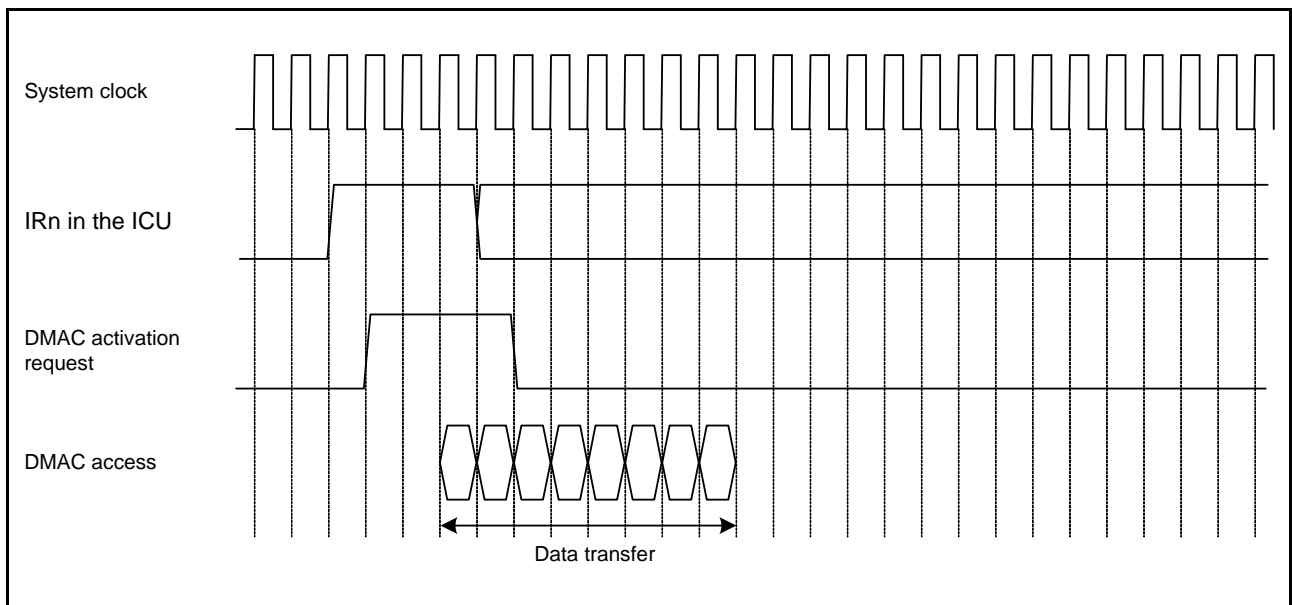 System clock
IRn in the ICU
DMAC activation
request
DMAC access
Data transfer